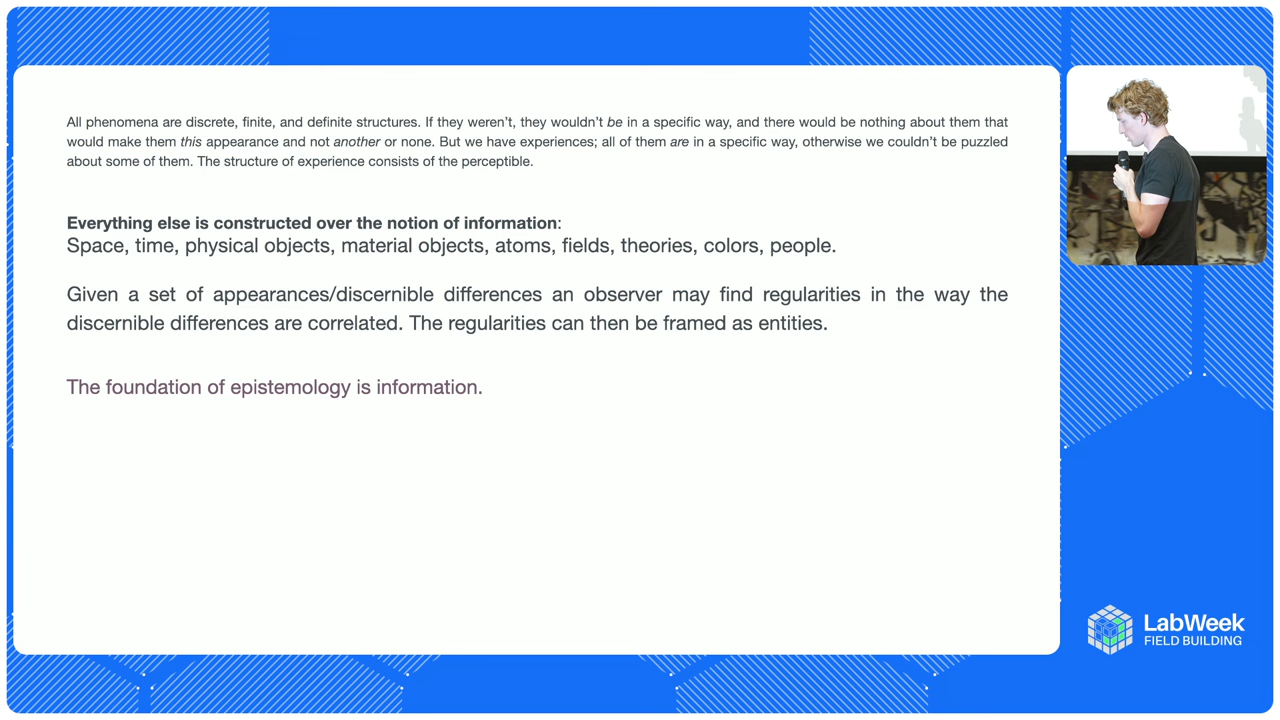 All phenomena are discrete, finite, and definite structures. If they weren't, they wouldn't be in a specific way, and there would be nothing about them that
would make them this appearance and not another or none. But we have experiences; all of them are in a specific way, otherwise we couldn't be puzzled
about some of them. The structure of experience consists of the perceptible.
Everything else is constructed over the notion of information:
Space, time, physical objects, material objects, atoms, fields, theories, colors, people.
Given a set of appearances/discernible differences an observer may find regularities in the way the
discernible differences are correlated. The regularities can then be framed as entities.
The foundation of epistemology is information.
LabWeek
FIELD BUILDING